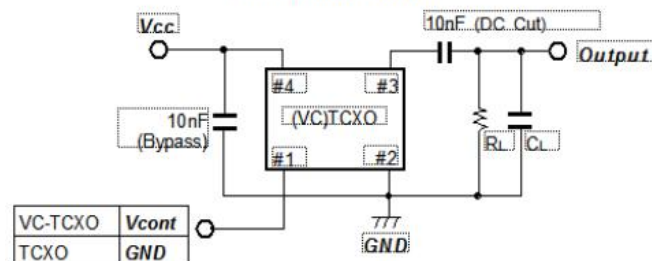 Vcc
10nF (DC Cut)
Output
#4
#3
(VC)TCXO
10nF
(Bypass)
#1
#2
RL
CL
VC-TCXO Vcont
TCXO GND
GND